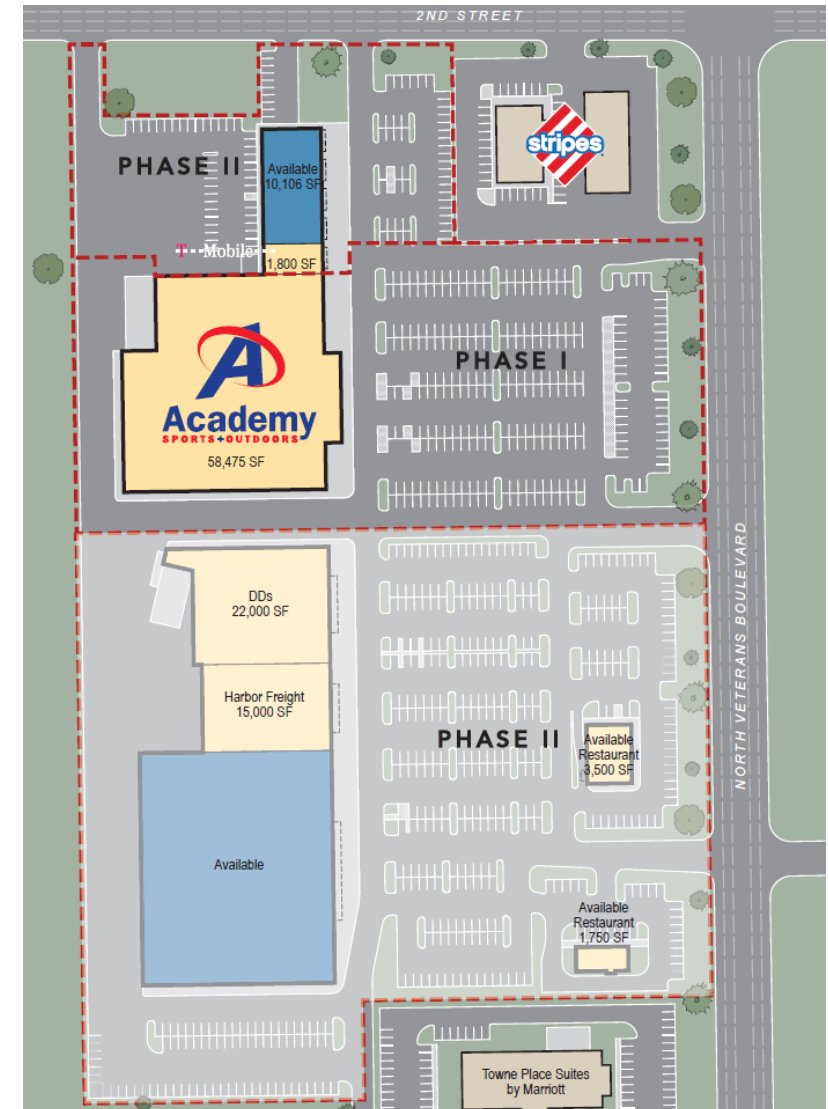 2ND STREET
stripes
PHASE II
Available
10,106 SF
T - Mobile
1,800 SF
PHASE I
A
Academy
SPORTS+OUTDOORS
58,475 SF
NORTH VETERANS BOULEVARD
DDs
22,000 SF
Harbor Freight
15,000 SF
PHASE II
Available
Restaurant
3,500 SF
Available
Available
Restaurant
1,750 SF
Towne Place Suites
by Marriott